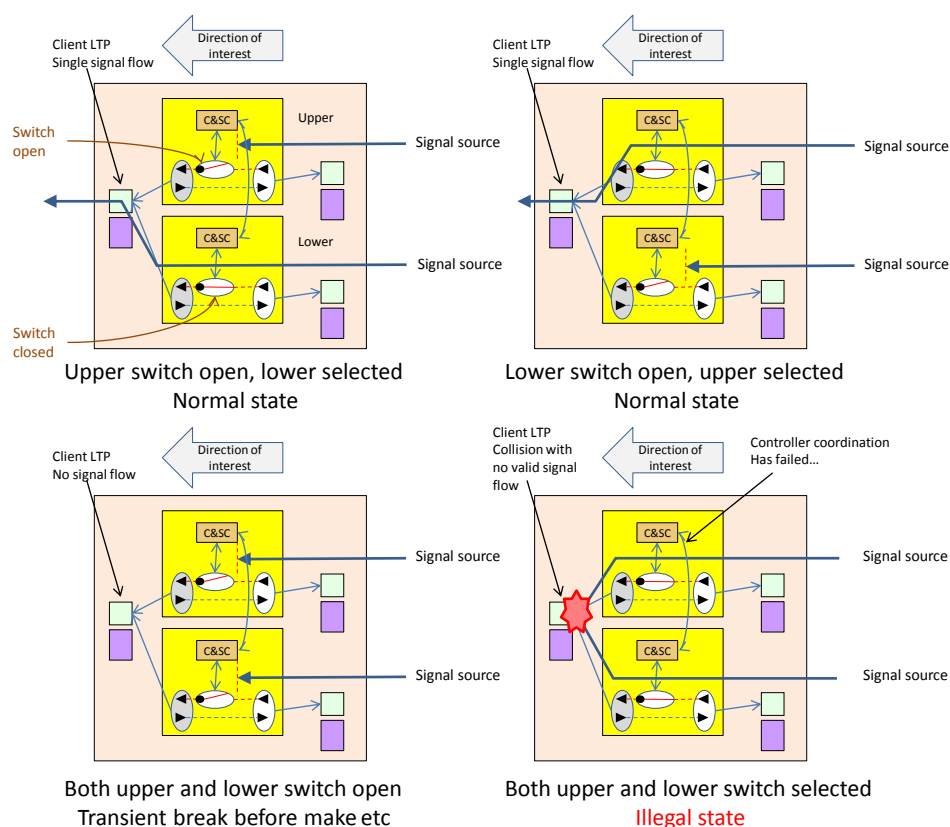 Client LTP
Single signal flow
Direction of
interest
C&SC
Upper
Switch
open
Signal source
C&SC
Lower
Signal source
Switch
closed
Upper switch open, lower selected
Normal state
Client LTP
Single signal flow
Direction of
interest
C&SC
Signal source
C&SC
Signal source
Lower switch open, upper selected
Normal state
Client LTP
No signal flow
Direction of
interest
C&SC
Signal source
C&SC
Signal source
Both upper and lower switch open
Transient break before make etc
Client LTP
Collision with
no valid signal
flow
Direction of
interest
Controller coordination
Has failed...
C&SC
Signal source
C&SC
Signal source
Both upper and lower switch selected
Illegal state